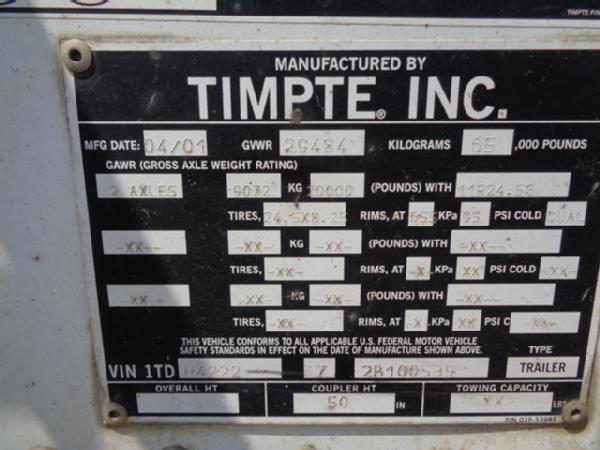 TIMPTE P/N
MANUFACTURED BY
TIMPTE® INC.
MFG DATE: 04/01 GWR 29484 KILOGRAMS 65 ,000 POUNDS
GAWR (GROSS AXLE WEIGHT RATING)
2 AXLES 9072 KG 20000 (POUNDS) WITH 11R24.5G
TIRES, 24.5X8.25 RIMS, AT 655 KPa 95 PSI COLD DUAL
-XX- -XX- KG -XX- (POUNDS) WITH -XX-
TIRES, -XX- RIMS, AT -X- KPa XX PSI COLD -XX-
-XX- -XX- KG -XX- (POUNDS) WITH -XX-
TIRES, -XX- RIMS, AT -X- KPa XX PSI C -XX-
THIS VEHICLE CONFORMS TO ALL APPLICABLE U.S. FEDERAL MOTOR VEHICLE
SAFETY STANDARDS IN EFFECT ON THE DATE OF MANUFACTURE SHOWN ABOVE. TYPE
VIN 1TD H4222 2B100539 TRAILER
OVERALL HT COUPLER HT TOWING CAPACITY
50 IN -XX- LBS